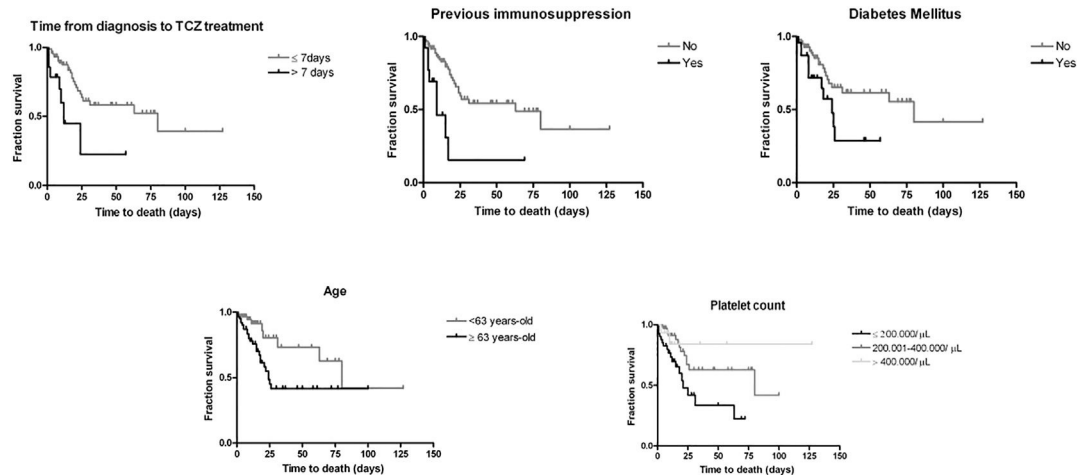 Time from diagnosis to TCZ treatment
≤ 7days
> 7 days
Fraction survival
1.0
0.5
0.0
0 25 50 75 100 125 150
Time to death (days)
Previous immunosuppression
No
Yes
Fraction survival
1.0
0.5
0.0
0 25 50 75 100 125 150
Time to death (days)
Diabetes Mellitus
No
Yes
Fraction survival
1.0
0.5
0.0
0 25 50 75 100 125 150
Time to death (days)
Age
<63 years-old
≥ 63 years-old
Fraction survival
1.0
0.5
0.0
0 25 50 75 100 125 150
Time to death (days)
Platelet count
≤ 200.000/ μL
200.001-400.000/ μL
> 400.000/ μL
Fraction survival
1.0
0.5
0.0
0 25 50 75 100 125 150
Time to death (days)